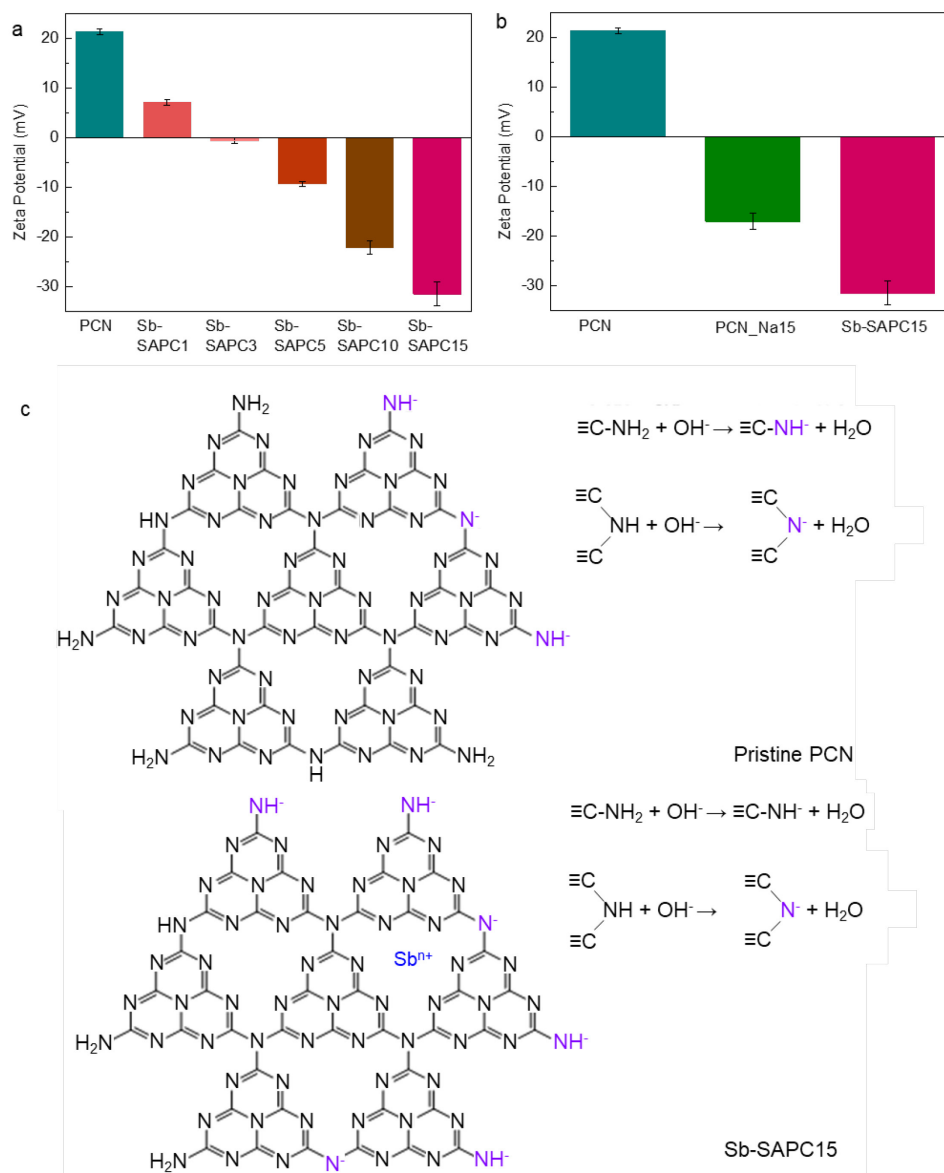 a
Zeta Potential (mV)
20
10
0
-10
-20
-30
PCN
Sb-
SAPC1
Sb-
SAPC3
Sb-
SAPC5
Sb-
SAPC10
Sb-
SAPC15
b
Zeta Potential (mV)
20
10
0
-10
-20
-30
PCN
PCN_Na15
Sb-SAPC15
c
NH₂ NH⁻
N N N N
N N
N N N N N N
HN N N N N N N⁻
N N N N N N
N N N
N N N N N N
H₂N N N N N N N N N NH⁻
N N N N
N N
N N N N
H₂N N N N N N NH₂
H
≡C-NH₂ + OH⁻ → ≡C-NH⁻ + H₂O
≡C ≡C
NH + OH⁻ → N⁻ + H₂O
≡C ≡C
Pristine PCN
NH⁻ NH⁻
N N N N
N N
N N N N N N
HN N N N N N N⁻
Sbⁿ⁺
N N N N N N
N N N
N N N N N N
H₂N N N N N N N N N NH⁻
N N N N
N N
N N N N
H₂N N N N⁻ N N NH⁻
≡C-NH₂ + OH⁻ → ≡C-NH⁻ + H₂O
≡C ≡C
NH + OH⁻ → N⁻ + H₂O
≡C ≡C
Sb-SAPC15